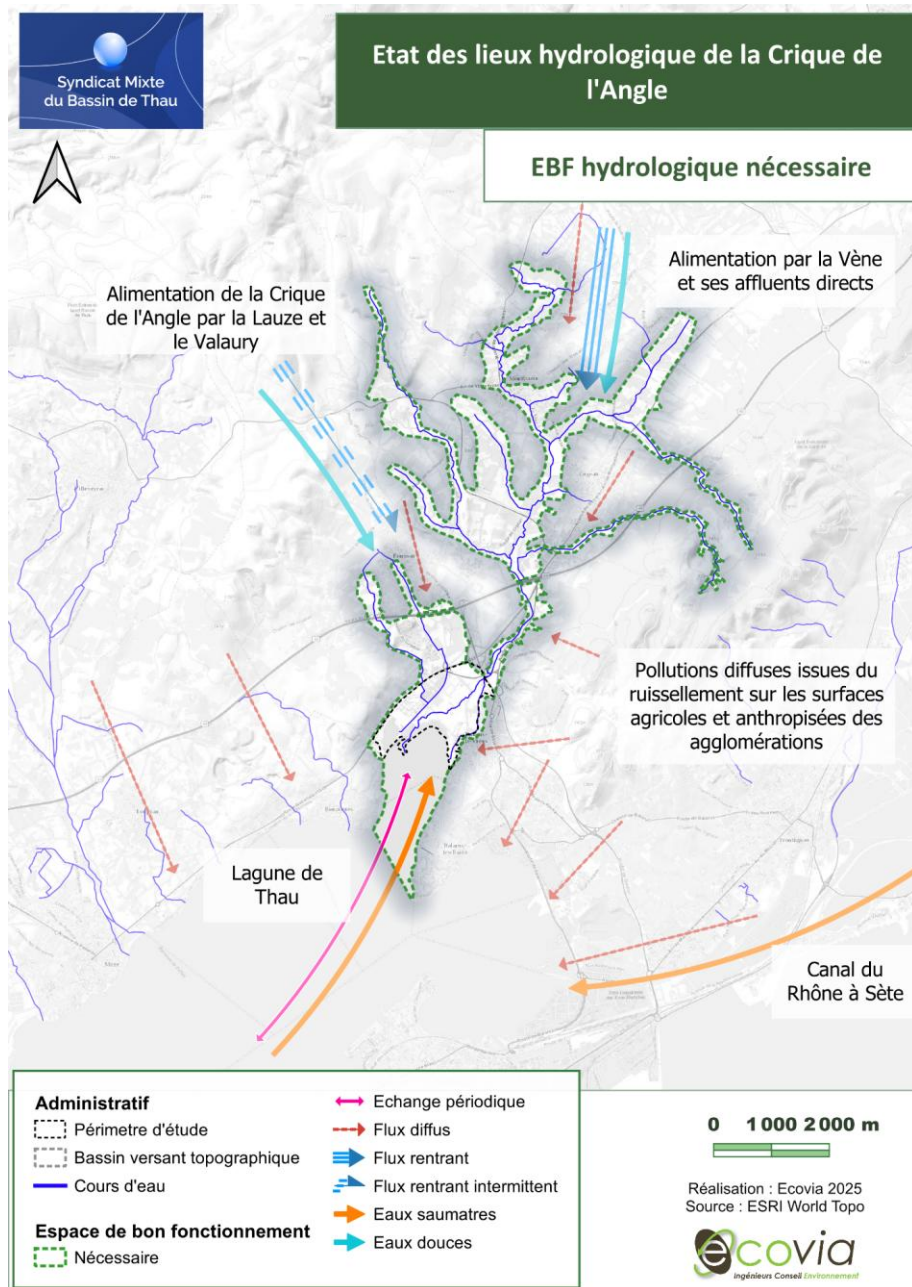 Syndicat Mixte
du Bassin de Thau
Etat des lieux hydrologique de la Crique de
l'Angle
EBF hydrologique nécessaire
Alimentation par la Vène
et ses affluents directs
Alimentation de la Crique
de l'Angle par la Lauze et
le Valaury
Pollutions diffuses issues du
ruissellement sur les surfaces
agricoles et anthropisées des
agglomérations
Lagune de
Thau
Canal du
Rhône à Sète
Administratif
Périmetre d'étude
Bassin versant topographique
Cours d'eau
Espace de bon fonctionnement
Nécessaire
Echange périodique
Flux diffus
Flux rentrant
Flux rentrant intermittent
Eaux saumatres
Eaux douces
0 1 000 2 000 m
Réalisation : Ecovia 2025
Source : ESRI World Topo
ecovia
Ingénieurs Conseil Environnement